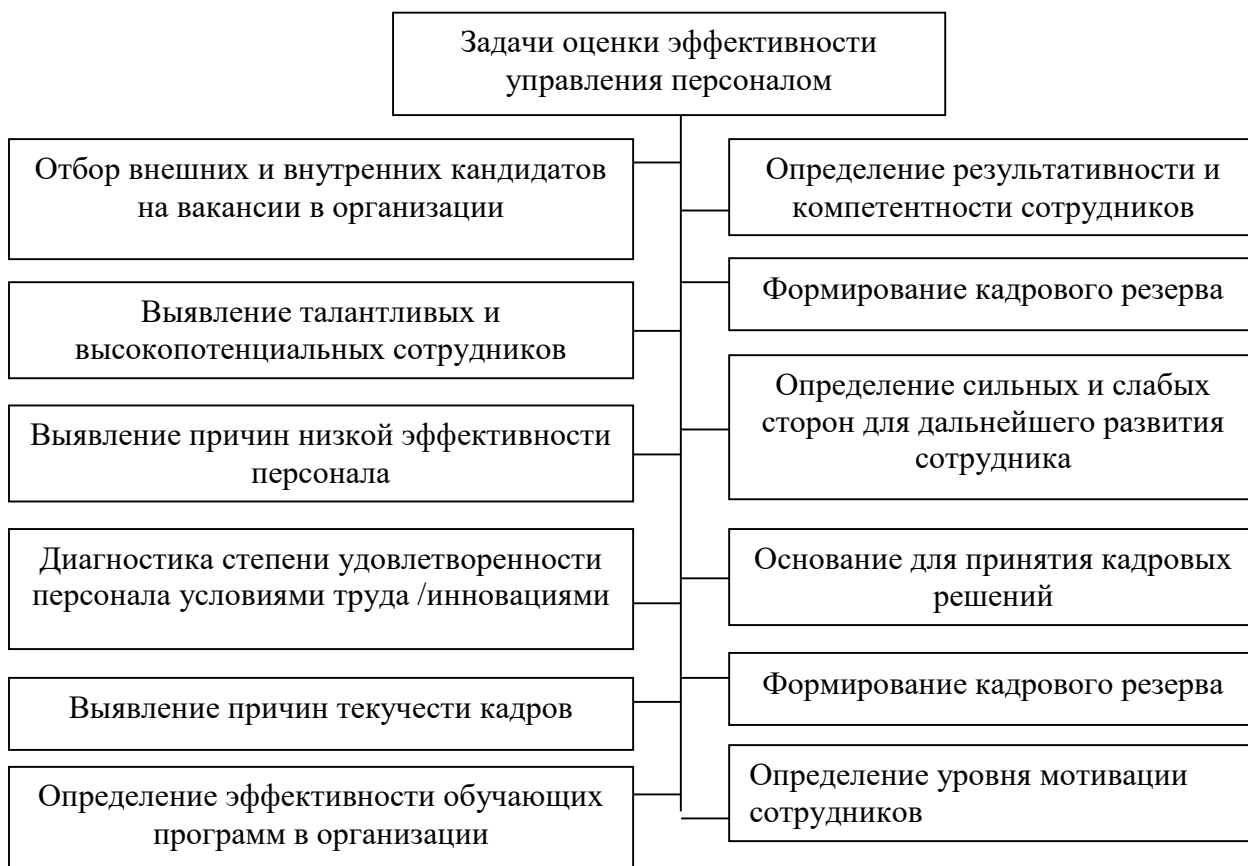 Задачи оценки эффективности
управления персоналом
Отбор внешних и внутренних кандидатов
на вакансии в организации
Выявление талантливых и
высокопотенциальных сотрудников
Выявление причин низкой эффективности
персонала
Диагностика степени удовлетворенности
персонала условиями труда /инновациями
Выявление причин текучести кадров
Определение эффективности обучающих
программ в организации
Определение результативности и
компетентности сотрудников
Формирование кадрового резерва
Определение сильных и слабых
сторон для дальнейшего развития
сотрудника
Основание для принятия кадровых
решений
Формирование кадрового резерва
Определение уровня мотивации
сотрудников